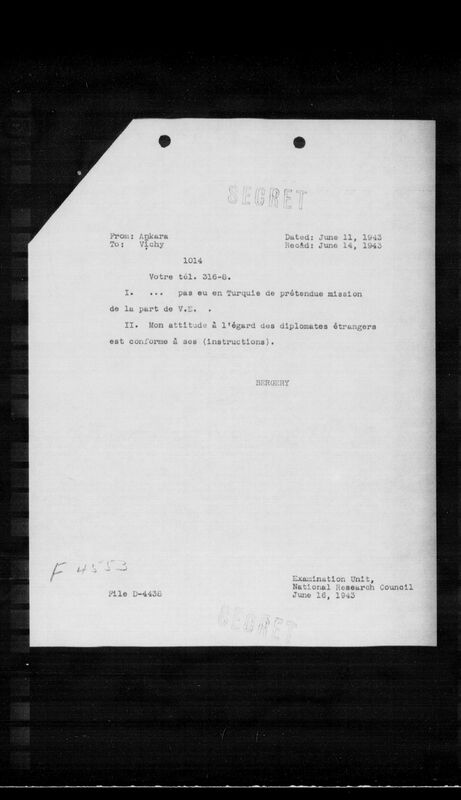 SECRET
From: Ankara Dated: June 11, 1943
To: Vichy Recd: June 14, 1943
1014
Votre tél. 316-8.
I. ... pas eu en Turquie de prétendue mission
de la part de V.E. .
II. Mon attitude à l'égard des diplomates étrangers
est conforme à ses (instructions).
BERGERY
F 4553
Examination Unit,
National Research Council
File D-4438 June 16, 1943
SECRET